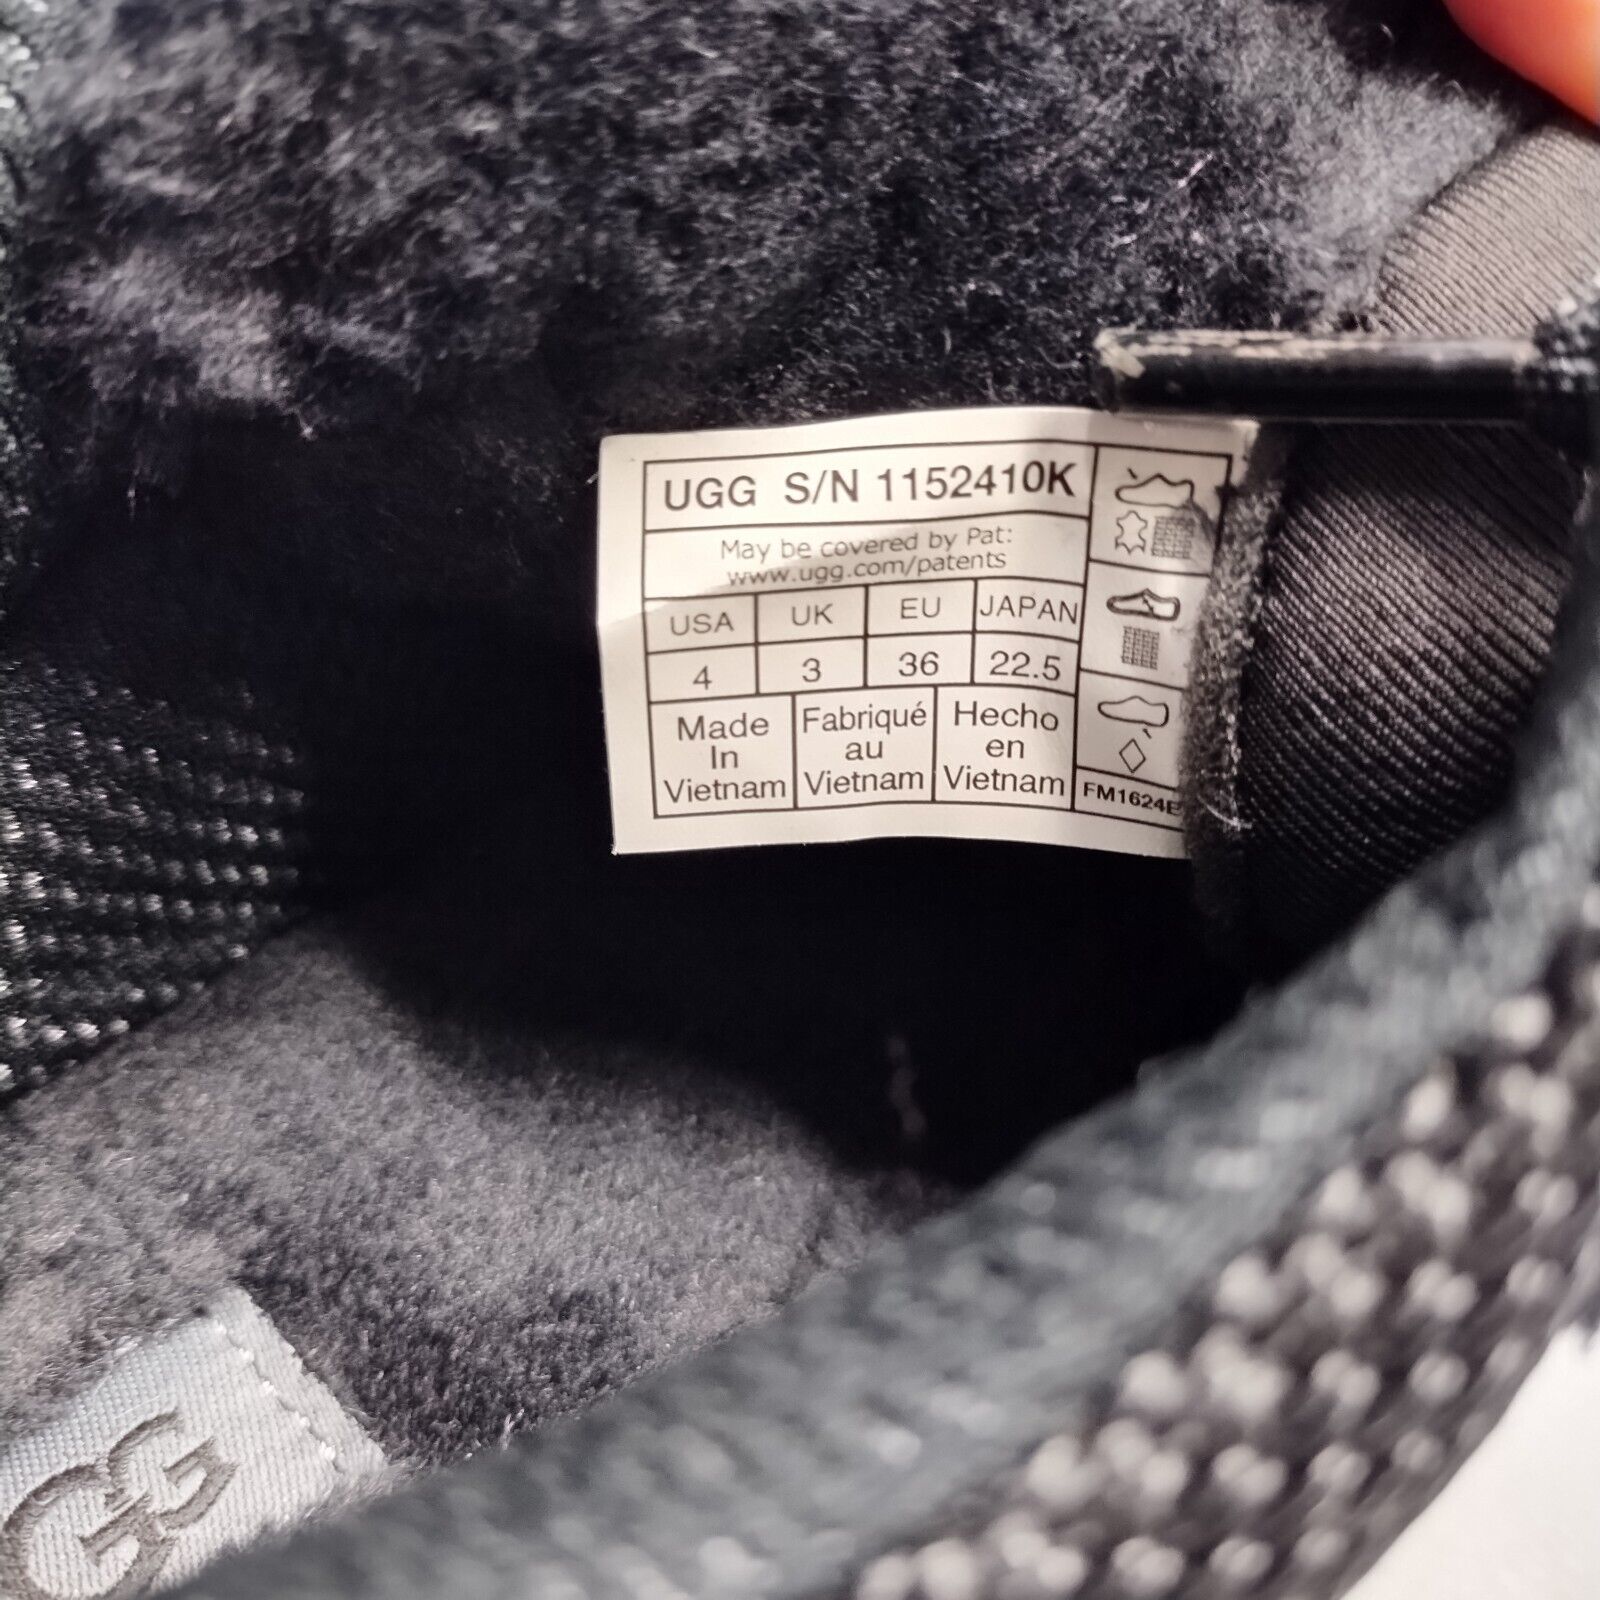 UGG S/N 1152410K
May be covered by Pat:
www.ugg.com/patents
USA UK EU JAPAN
4 3 36 22.5
Made In Vietnam
Fabriqué au Vietnam
Hecho en Vietnam
FM1624E